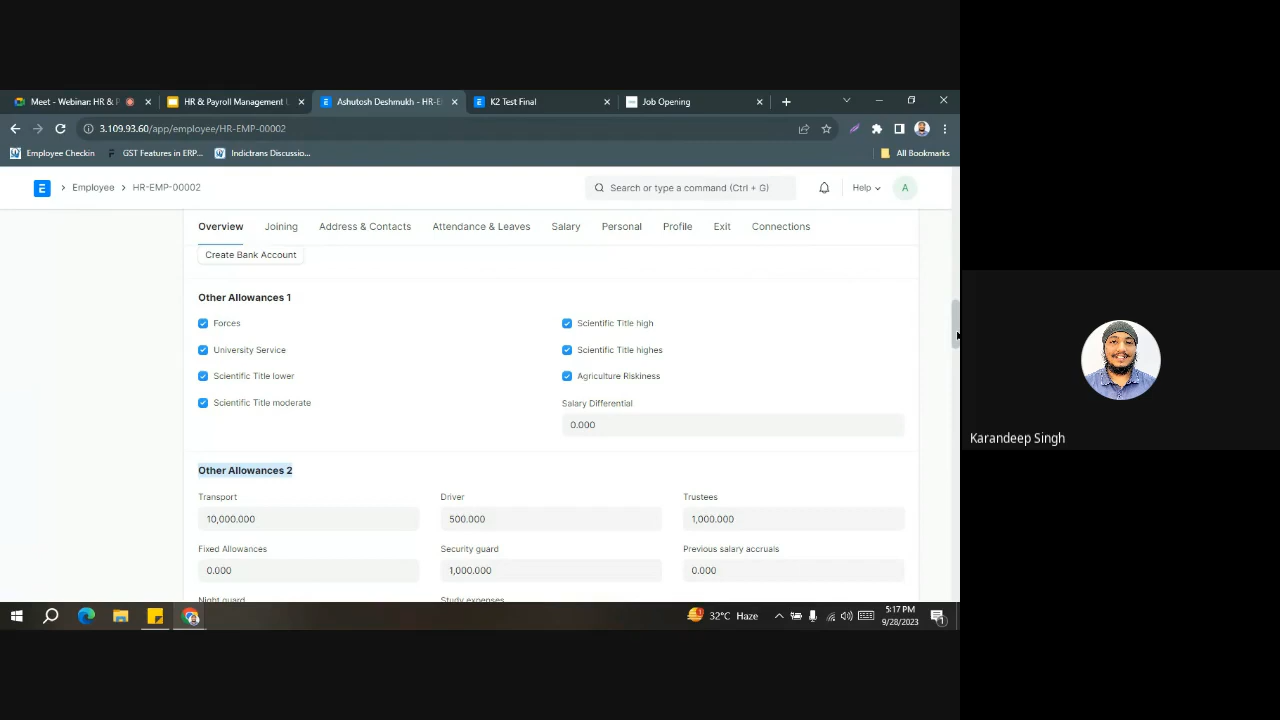 Meet - Webinar: HR & P
HR & Payroll Management
Ashutosh Deshmukh - HR-E
K2 Test Final
Job Opening
3.109.93.60/app/employee/HR-EMP-00002
Employee Checkin
GST Features in ERP...
Indictrans Discussio...
All Bookmarks
E
Employee
HR-EMP-00002
Search or type a command (Ctrl + G)
Help
A
Overview
Joining
Address & Contacts
Attendance & Leaves
Salary
Personal
Profile
Exit
Connections
Create Bank Account
Other Allowances 1
Forces
Scientific Title high
University Service
Scientific Title highes
Scientific Title lower
Agriculture Riskiness
Scientific Title moderate
Salary Differential
0.000
Other Allowances 2
Transport
Driver
Trustees
10,000.000
500.000
1,000.000
Fixed Allowances
Security guard
Previous salary accruals
0.000
1,000.000
0.000
Night guard
Study expenses
Karandeep Singh
32°C Haze
5:17 PM
9/28/2023
1